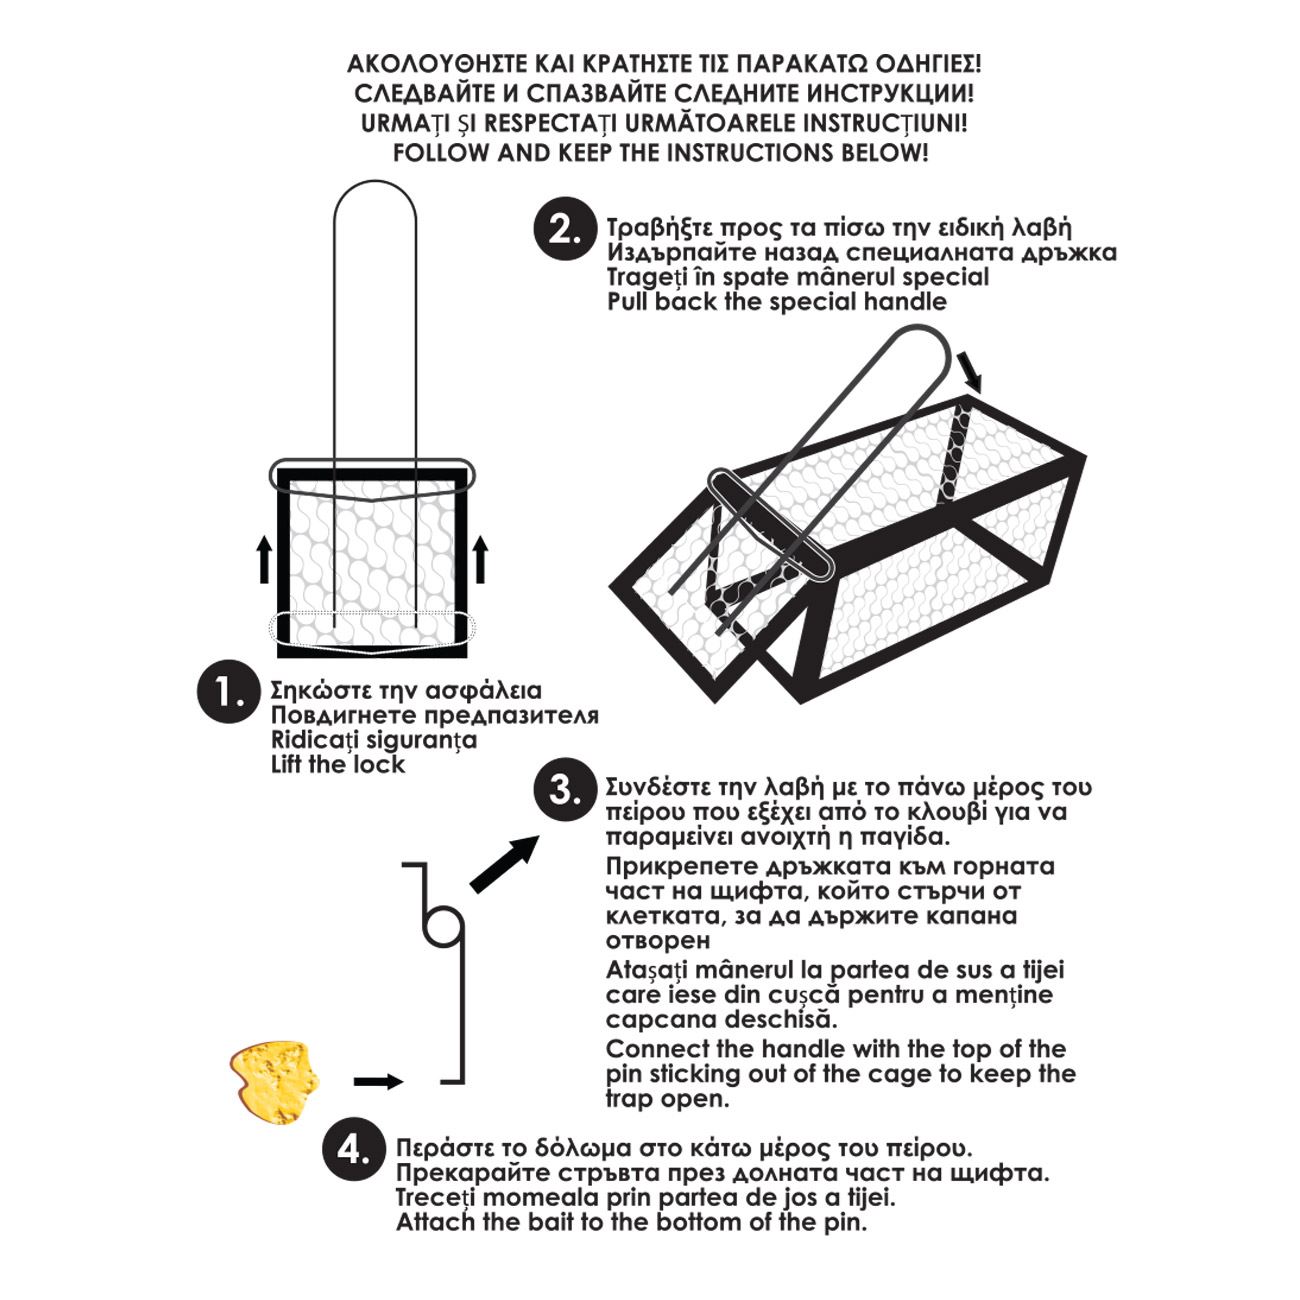 ΑΚΟΛΟΥΘΗΣΤΕ ΚΑΙ ΚΡΑΤΗΣΤΕ ΤΙΣ ΠΑΡΑΚΑΤΩ ΟΔΗΓΙΕΣ!
СЛЕДВАЙТЕ И СПАЗВАЙТЕ СЛЕДНИТЕ ИНСТРУКЦИИ!
URMAȚI ȘI RESPECTAȚI URMĂTOARELE INSTRUCȚIUNI!
FOLLOW AND KEEP THE INSTRUCTIONS BELOW!
2. Τραβήξτε προς τα πίσω την ειδική λαβή
Издърпайте назад специалната дръжка
Trageți în spate mânerul special
Pull back the special handle
1. Σηκώστε την ασφάλεια
Повдигнете предпазителя
Ridicați siguranța
Lift the lock
3. Συνδέστε την λαβή με το πάνω μέρος του
πείρου που εξέχει από το κλουβί για να
παραμείνει ανοιχτή η παγίδα.
Прикрепете дръжката към горната
част на щифта, който стърчи от
клетката, за да държите капана
отворен
Atașați mânerul la partea de sus a tijei
care iese din cușcă pentru a menține
capcana deschisă.
Connect the handle with the top of the
pin sticking out of the cage to keep the
trap open.
4. Περάστε το δόλωμα στο κάτω μέρος του πείρου.
Прекарайте стръвта през долната част на щифта.
Treceți momeala prin partea de jos a tijei.
Attach the bait to the bottom of the pin.